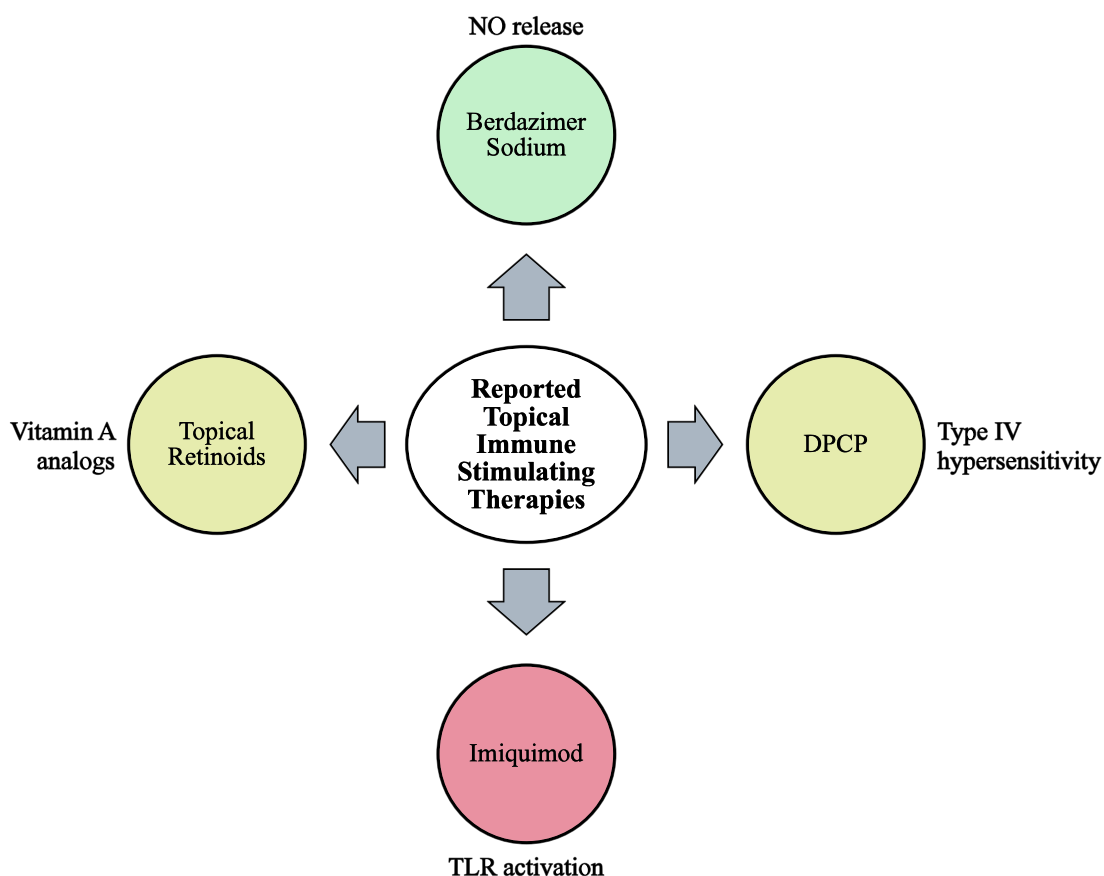 NO release
Berdazimer
Sodium
Vitamin A
analogs
Topical
Retinoids
Reported
Topical
Immune
Stimulating
Therapies
DPCP
Type IV
hypersensitivity
Imiquimod
TLR activation